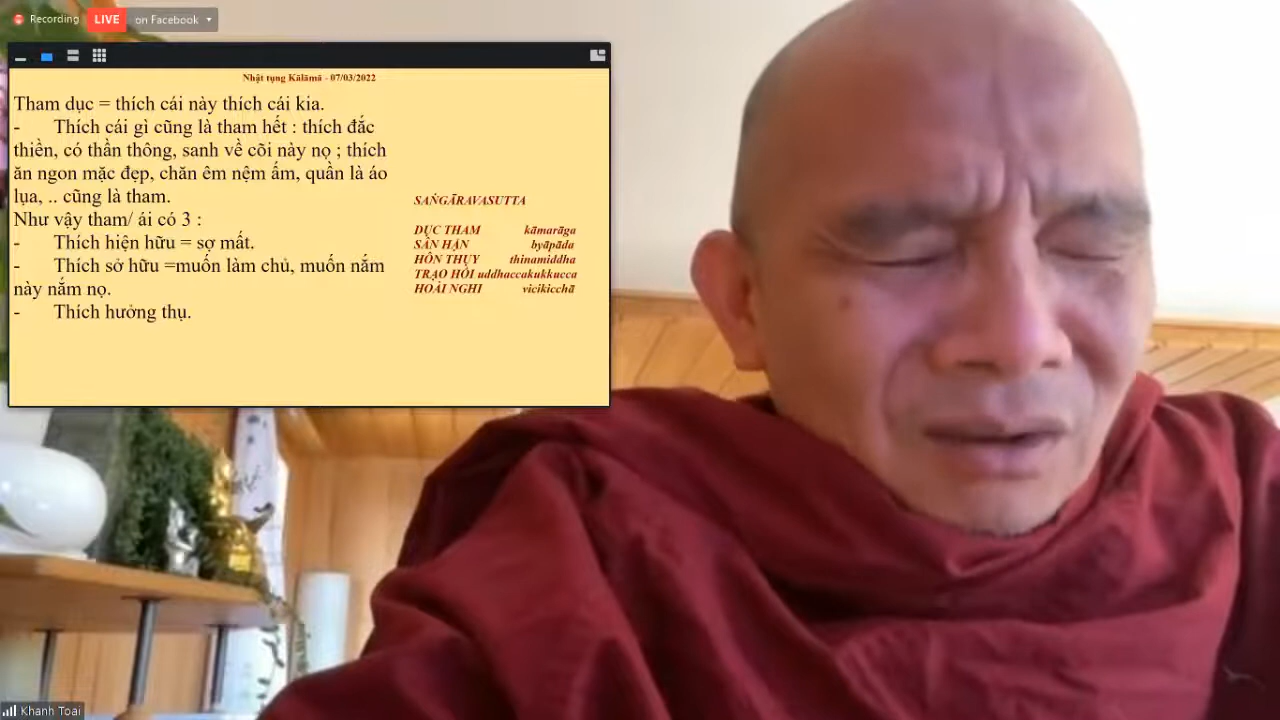 Recording
LIVE
on Facebook
Nhật tụng Kālāmā - 07/03/2022
Tham dục = thích cái này thích cái kia.
- Thích cái gì cũng là tham hết : thích đắc
thiền, có thần thông, sanh về cõi này nọ ; thích
ăn ngon mặc đẹp, chăn êm nệm ấm, quần là áo
lụa, .. cũng là tham.
Như vậy tham/ ái có 3 :
- Thích hiện hữu = sợ mất.
- Thích sở hữu =muốn làm chủ, muốn nắm
này nắm nọ.
- Thích hưởng thụ.
SAṄGĀRAVASUTTA
DỤC THAM kāmarāga
SÂN HẬN byāpāda
HÔN THỤY thinamiddha
TRẠO HỐI uddhaccakukkucca
HOÀI NGHI vicikicchā
Khanh Toai